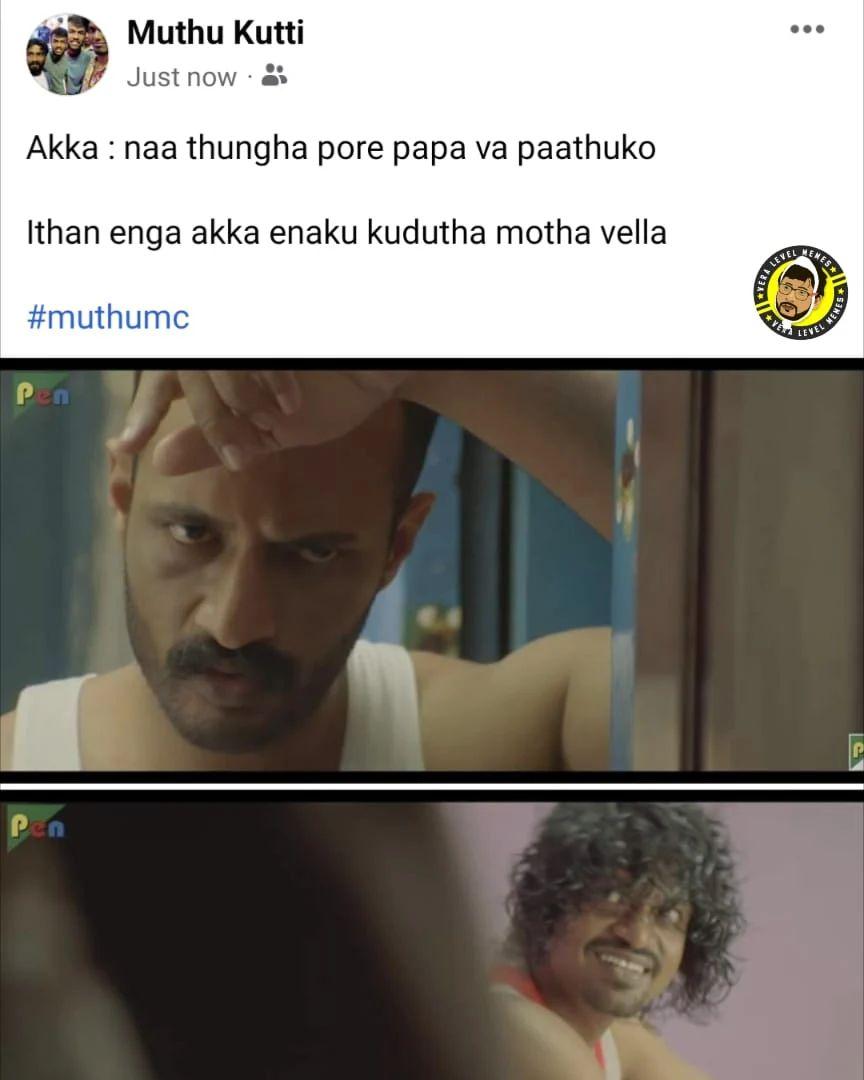 Muthu Kutti
Just now ·
Akka : naa thungha pore papa va paathuko
Ithan enga akka enaku kudutha motha vella
#muthumc
VERA LEVEL MEMES
VERA LEVEL MEMES
Pen
P
Pen